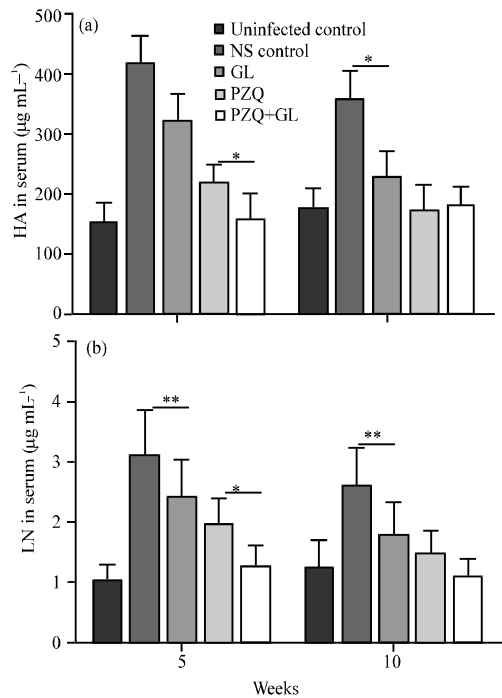 (a)
HA in serum (µg mL–¹)
500
400
300
200
100
0
Uninfected control
NS control
GL
PZQ
PZQ+GL
*
*
(b)
LN in serum (µg mL–¹)
5
4
3
2
1
0
**
*
**
5
10
Weeks